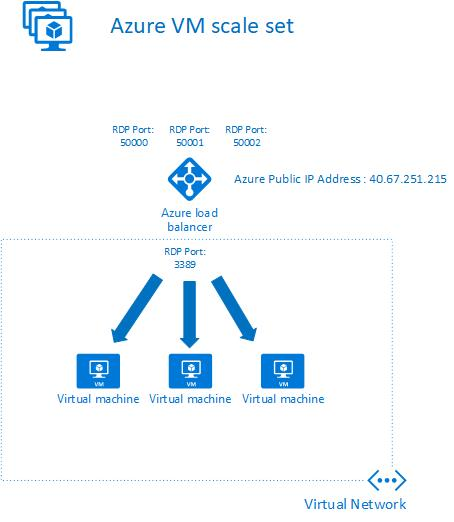 Azure VM scale set
RDP Port: RDP Port: RDP Port:
50000 50001 50002
Azure Public IP Address : 40.67.251.215
Azure load
balancer
RDP Port:
3389
VM VM VM
Virtual machine Virtual machine Virtual machine
Virtual Network